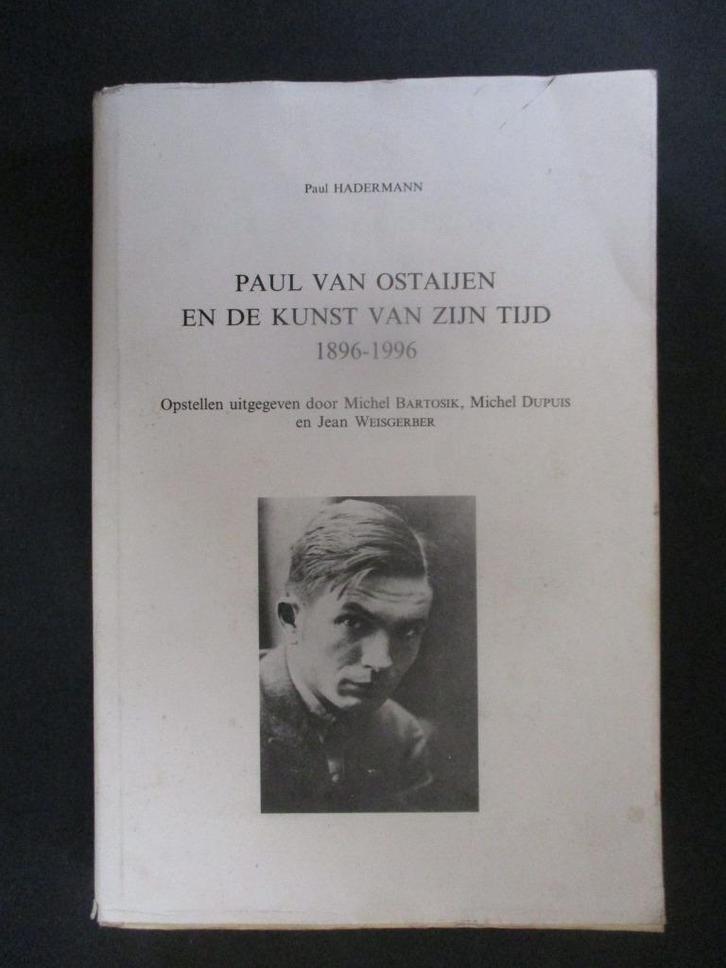 Paul HADERMANN
PAUL VAN OSTAIJEN
EN DE KUNST VAN ZIJN TIJD
1896-1996
Opstellen uitgegeven door Michel BARTOSIK, Michel DUPUIS
en Jean WEISGERBER